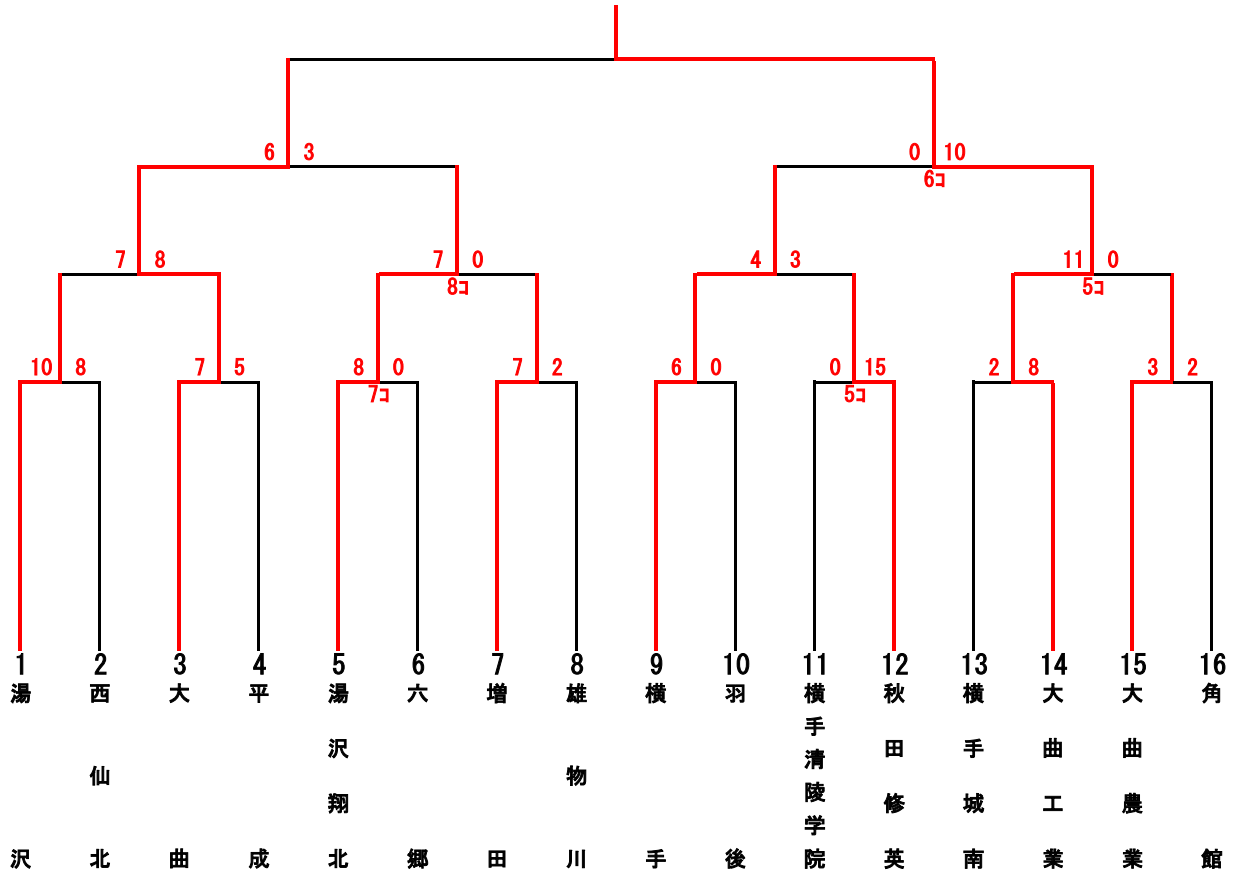 6 3
0 10
6コ
7 8
7 0
8コ
4 3
11 0
5コ
10 8
7 5
8 0
7コ
7 2
6 0
0 15
5コ
2 8
3 2
1 2 3 4 5 6 7 8 9 10 11 12 13 14 15 16
湯沢
西仙北
大曲
平成
湯沢翔北
六郷
増田
雄物川
横手
羽後
横手清陵学院
秋田修英
横手城南
大曲工業
大曲農業
角館